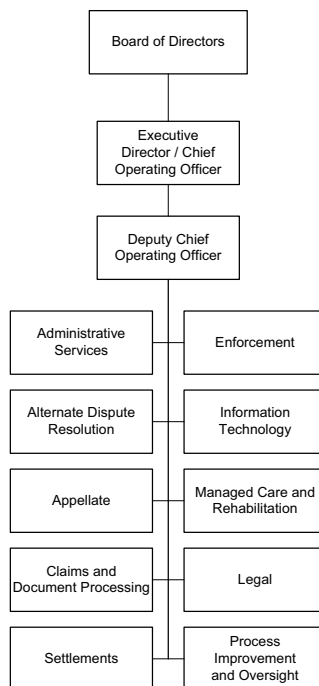 Board of Directors
Executive
Director / Chief
Operating Officer
Deputy Chief
Operating Officer
Administrative
Services
Enforcement
Alternate Dispute
Resolution
Information
Technology
Appellate
Managed Care and
Rehabilitation
Claims and
Document Processing
Legal
Settlements
Process
Improvement
and Oversight